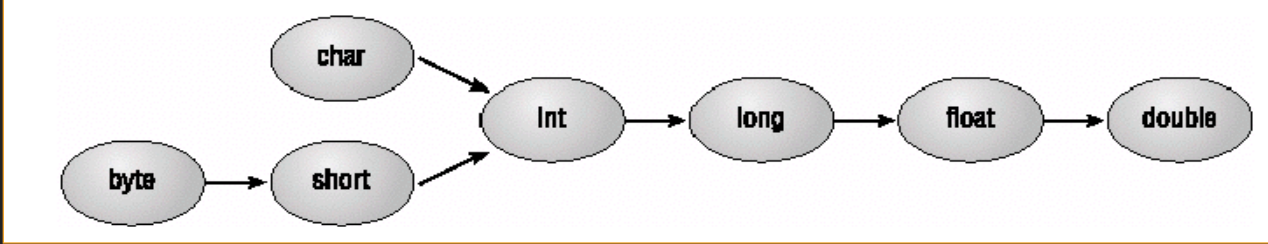 char
int
long
float
double
byte
short